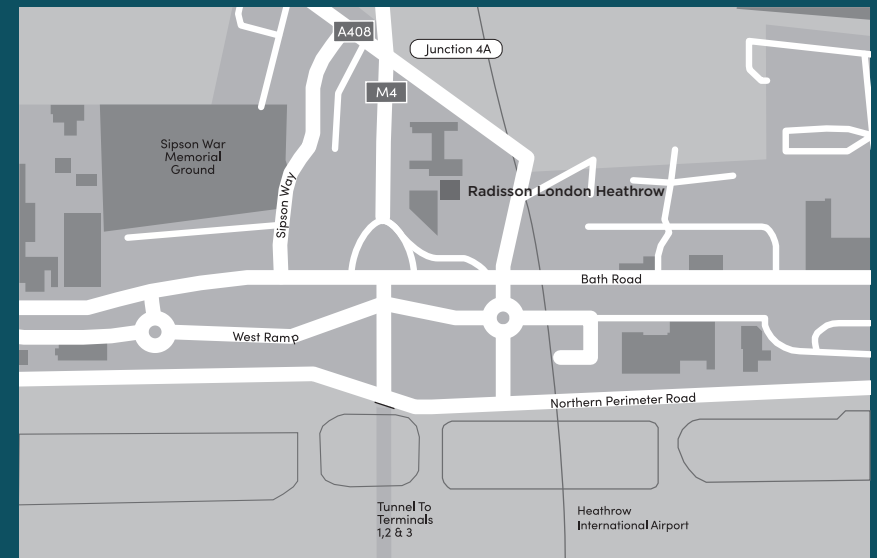 A408
Junction 4A
M4
Sipson War
Memorial
Ground
Sipson Way
Radisson London Heathrow
Bath Road
West Ramp
Northern Perimeter Road
Tunnel To
Terminals
1,2 & 3
Heathrow
International Airport